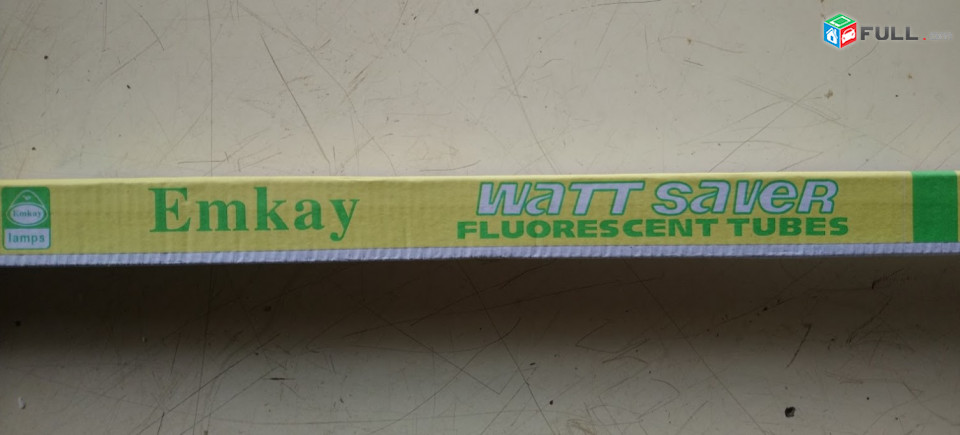 FULL.
Emkay
lamps
Emkay
WaTT SaVeR
FLUORESCENT TUBES